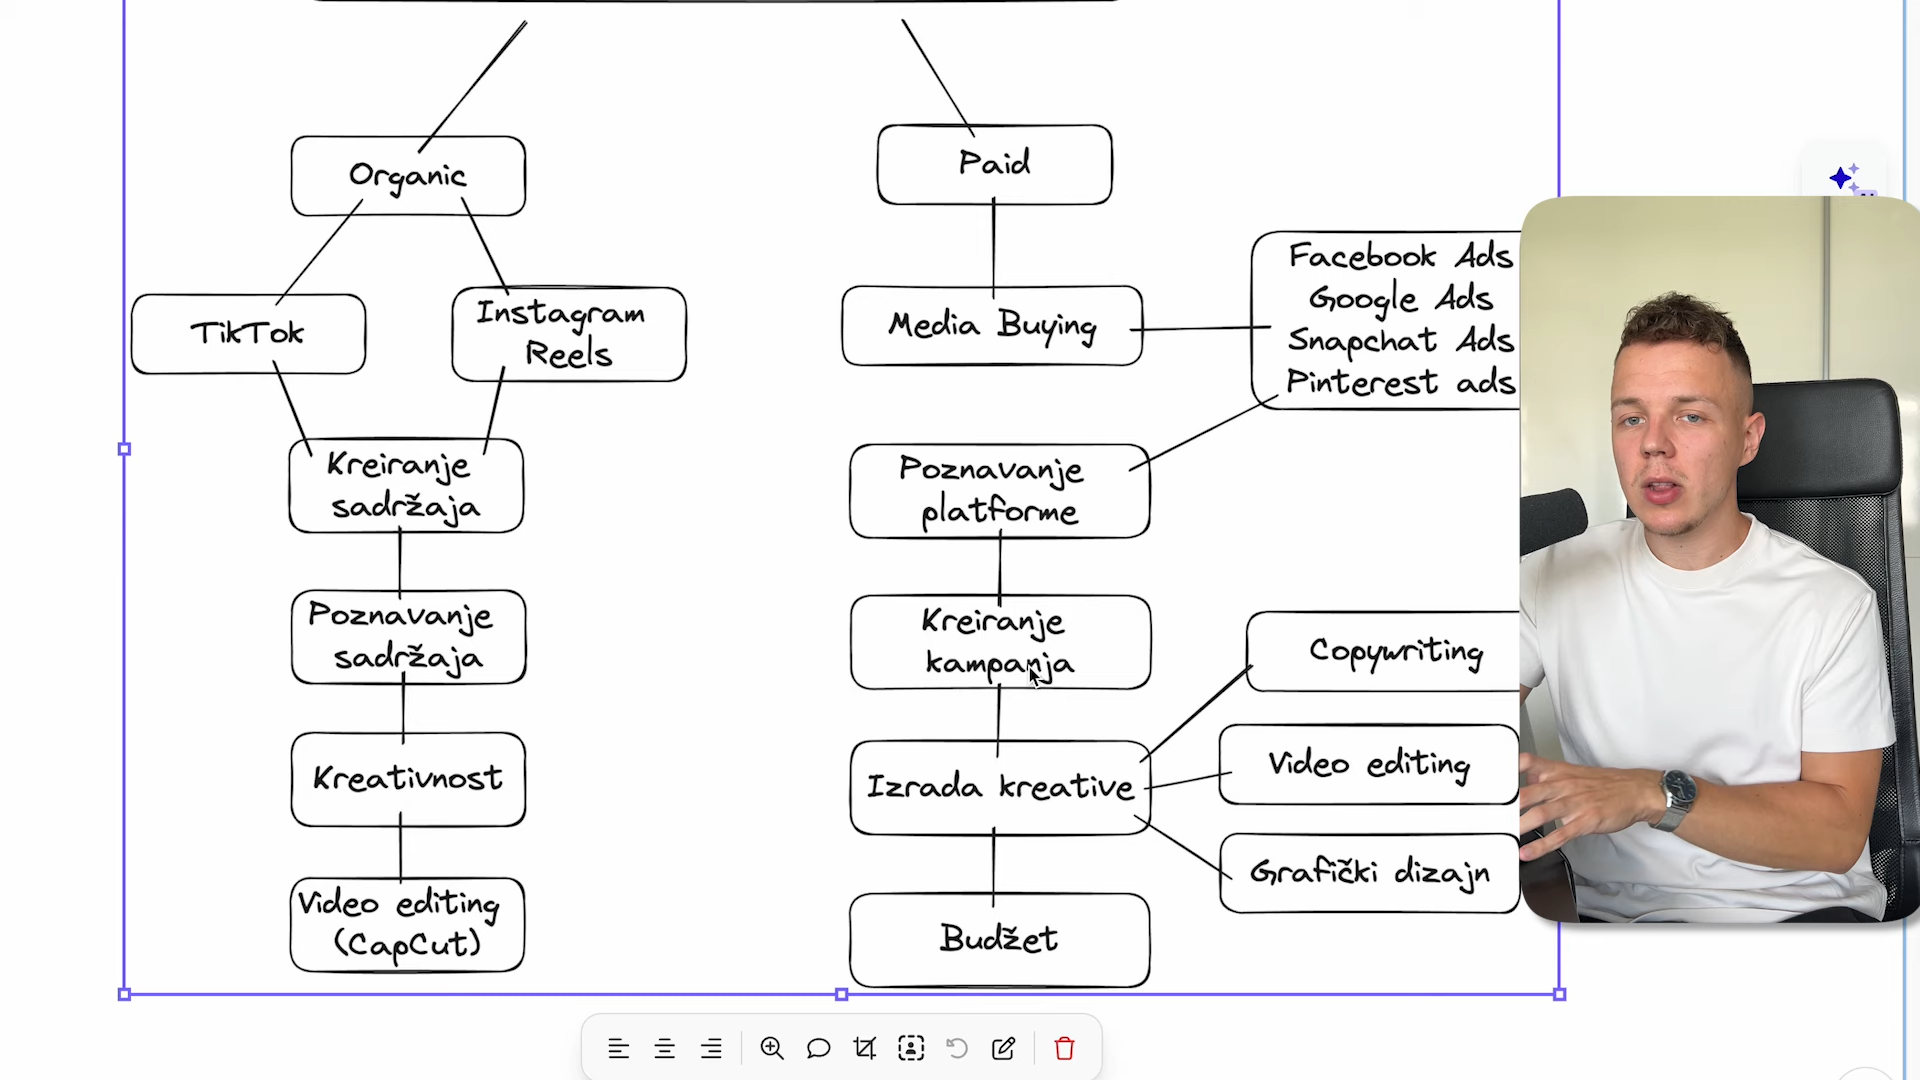 Organic
Paid
TikTok
Instagram
Reels
Media Buying
Facebook Ads
Google Ads
Snapchat Ads
Pinterest ads
Kreiranje
sadržaja
Poznavanje
platforme
Poznavanje
sadržaja
Kreiranje
kampanja
Copywriting
Kreativnost
Izrada kreative
Video editing
Grafički dizajn
Video editing
(CapCut)
Budžet